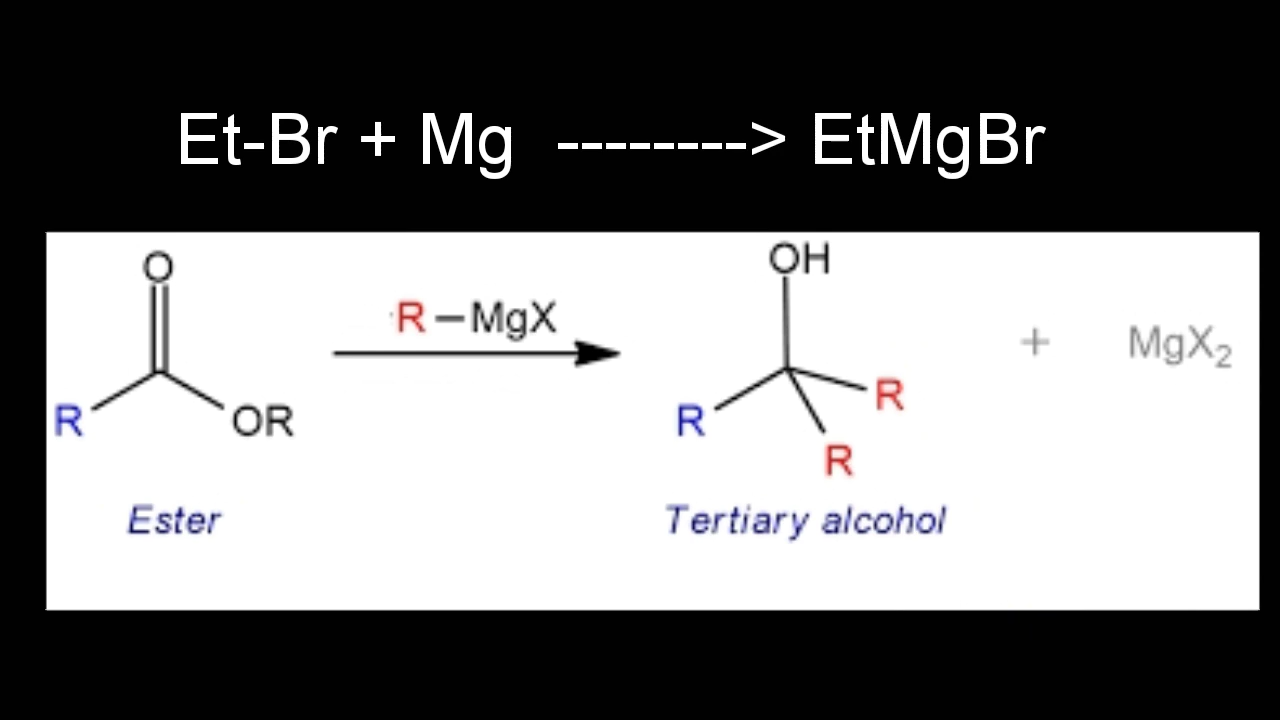 Et-Br + Mg --------> EtMgBr
O
R
OR
R–MgX
OH
R
R
R
+ MgX₂
Ester
Tertiary alcohol